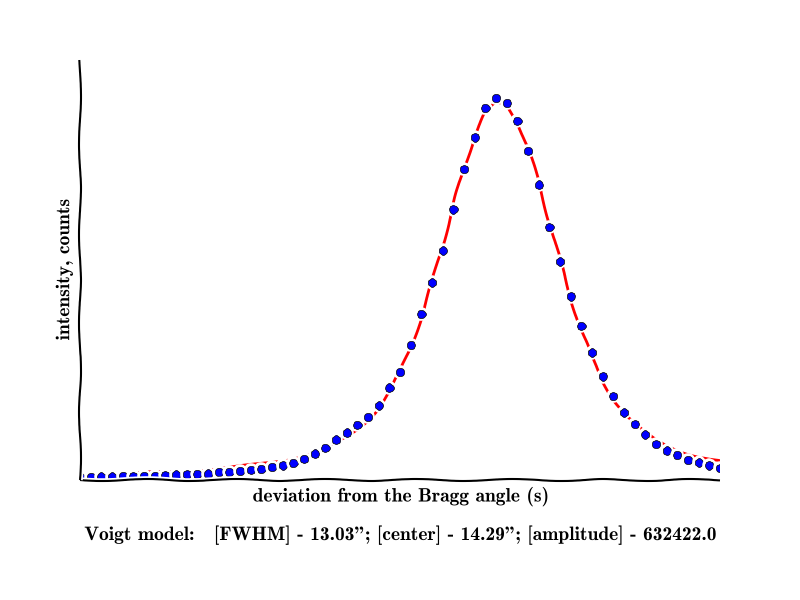 intensity, counts
deviation from the Bragg angle (s)
Voigt model: [FWHM] - 13.03”; [center] - 14.29”; [amplitude] - 632422.0